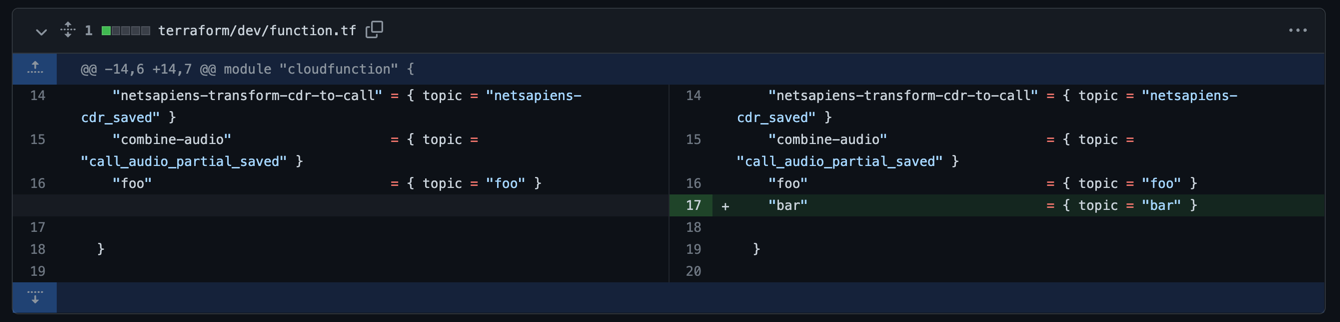 1 terraform/dev/function.tf
@@ -14,6 +14,7 @@ module "cloudfunction" {
14 "netsapiens-transform-cdr-to-call" = { topic = "netsapiens-
cdr_saved" }
15 "combine-audio" = { topic =
"call_audio_partial_saved" }
16 "foo" = { topic = "foo" }
17
18 }
19
14 "netsapiens-transform-cdr-to-call" = { topic = "netsapiens-
cdr_saved" }
15 "combine-audio" = { topic =
"call_audio_partial_saved" }
16 "foo" = { topic = "foo" }
17 + "bar" = { topic = "bar" }
18
19 }
20